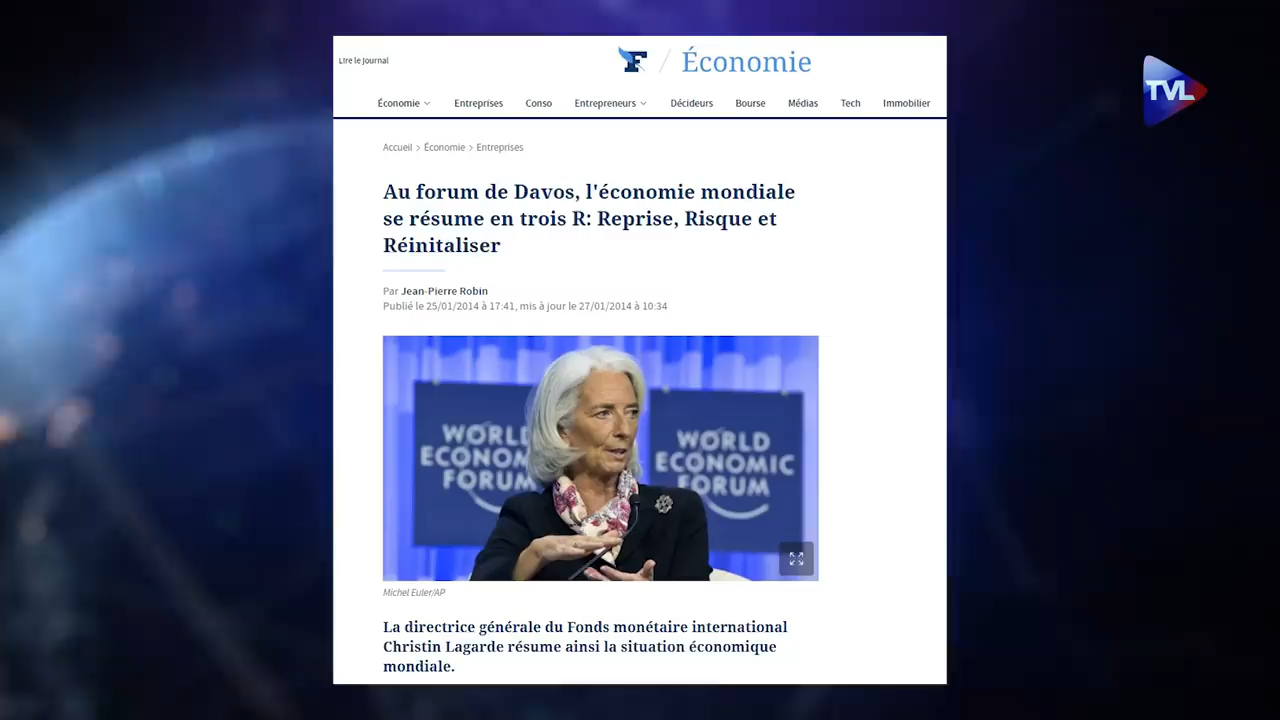 Lire le Journal
F / Économie
TVL
Économie Entreprises Conso Entrepreneurs Décideurs Bourse Médias Tech Immobilier
Accueil > Économie > Entreprises
Au forum de Davos, l'économie mondiale
se résume en trois R: Reprise, Risque et
Réinitaliser
Par Jean-Pierre Robin
Publié le 25/01/2014 à 17:41, mis à jour le 27/01/2014 à 10:34
WORLD
ECONOM
FORUM
WORLD
ECONOMIC
FORUM
Michel Euler/AP
La directrice générale du Fonds monétaire international
Christin Lagarde résume ainsi la situation économique
mondiale.